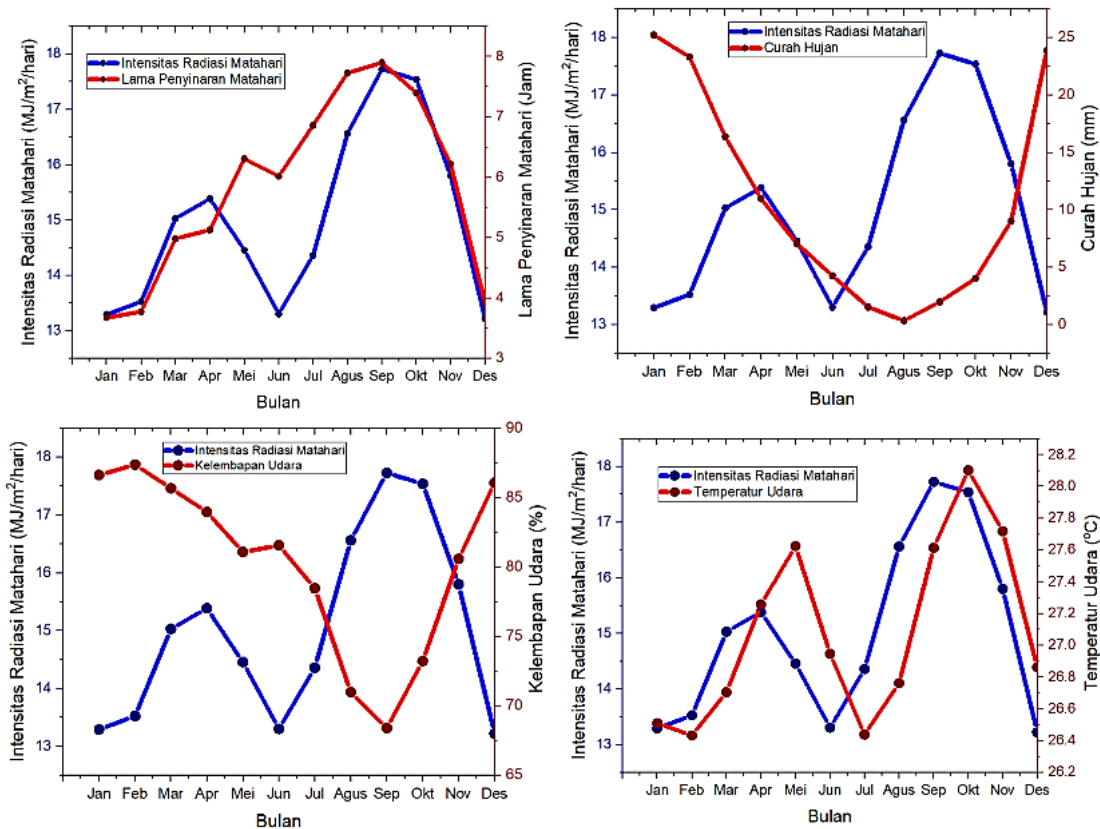 Intensitas Radiasi Matahari (MJ/m²/hari)
18
17
16
15
14
13
Intensitas Radiasi Matahari
Lama Penyinaran Matahari
8
7
6
5
4
3
Lama Penyinaran Matahari (Jam)
Jan Feb Mar Apr Mei Jun Jul Agus Sep Okt Nov Des
Bulan
Intensitas Radiasi Matahari (MJ/m²/hari)
18
17
16
15
14
13
Intensitas Radiasi Matahari
Curah Hujan
25
20
15
10
5
0
Curah Hujan (mm)
Jan Feb Mar Apr Mei Jun Jul Agus Sep Okt Nov Des
Bulan
Intensitas Radiasi Matahari (MJ/m²/hari)
18
17
16
15
14
13
Intensitas Radiasi Matahari
Kelembapan Udara
90
85
80
75
70
65
Kelembapan Udara (%)
Jan Feb Mar Apr Mei Jun Jul Agus Sep Okt Nov Des
Bulan
Intensitas Radiasi Matahari (MJ/m²/hari)
18
17
16
15
14
13
Intensitas Radiasi Matahari
Temperatur Udara
28.2
28.0
27.8
27.6
27.4
27.2
27.0
26.8
26.6
26.4
26.2
Temperatur Udara (⁰C)
Jan Feb Mar Apr Mei Jun Jul Agus Sep Okt Nov Des
Bulan